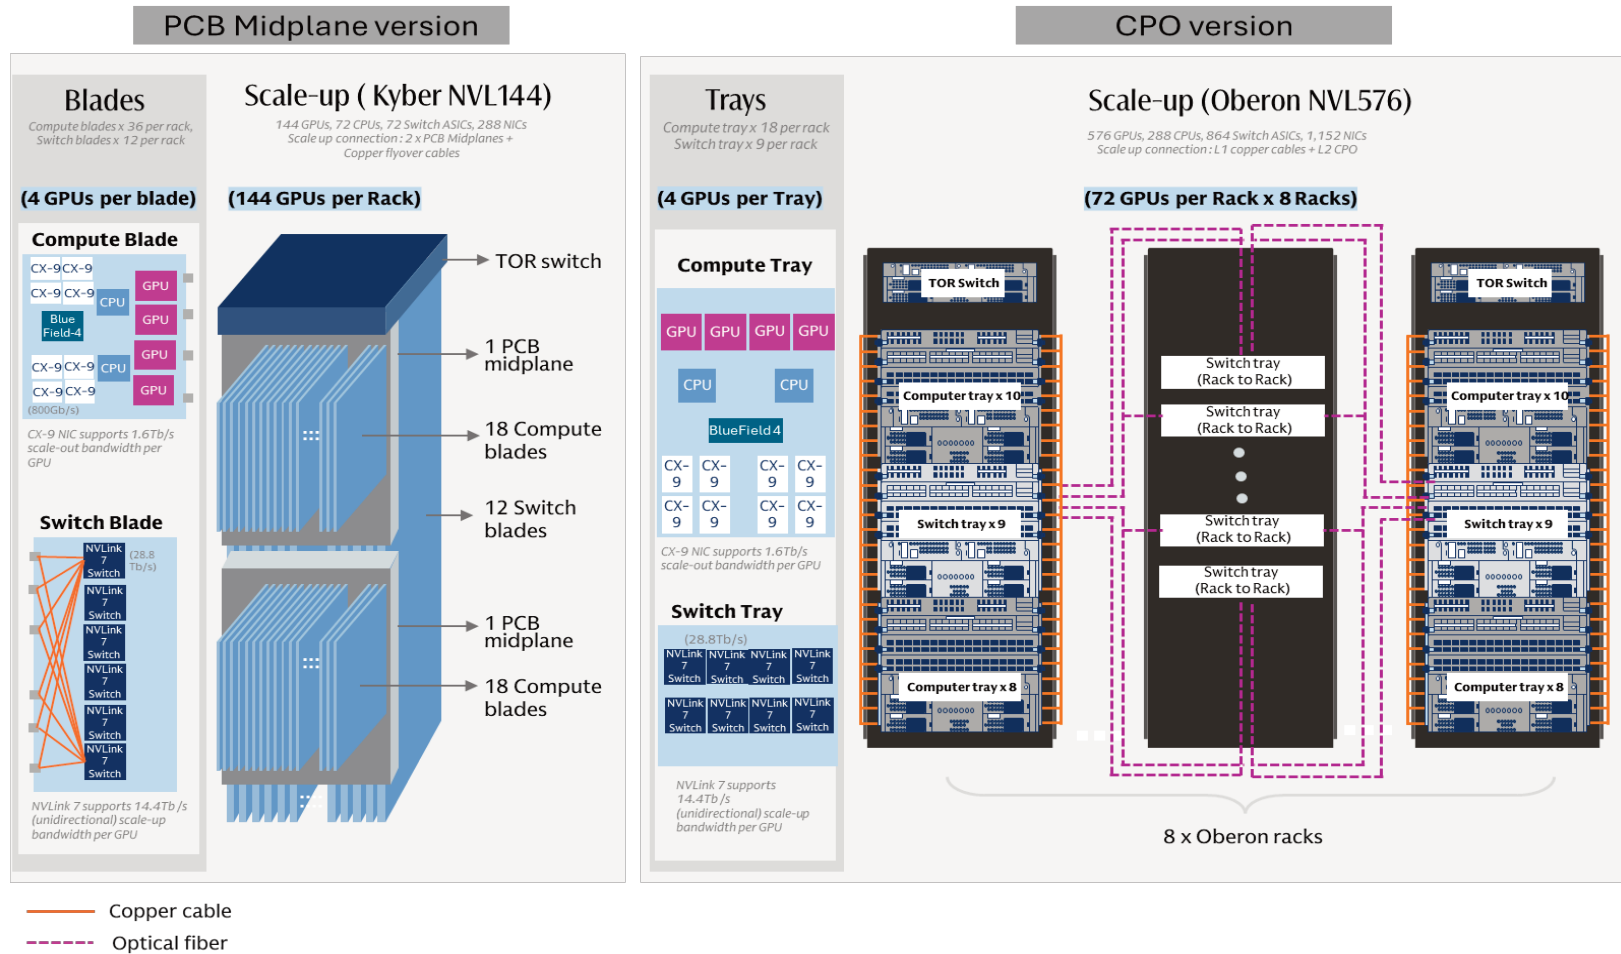 PCB Midplane version
CPO version
Blades
Compute blades x 36 per rack,
Switch blades x 12 per rack
(4 GPUs per blade)
Compute Blade
CX-9 CX-9
CX-9 CX-9
CPU
GPU
GPU
Blue
Field-4
GPU
CX-9 CX-9
CPU
CX-9 CX-9
GPU
(800Gb/s)
CX-9 NIC supports 1.6Tb/s
scale-out bandwidth per
GPU
Switch Blade
NVLink
7
Switch
(28.8
Tb/s)
NVLink
7
Switch
NVLink
7
Switch
NVLink
7
Switch
NVLink
7
Switch
NVLink
7
Switch
NVLink 7 supports 14.4Tb /s
(unidirectional) scale-up
bandwidth per GPU
Scale-up ( Kyber NVL144)
144 GPUs, 72 CPUs, 72 Switch ASICs, 288 NICs
Scale up connection : 2 x PCB Midplanes +
Copper flyover cables
(144 GPUs per Rack)
TOR switch
1 PCB
midplane
18 Compute
blades
12 Switch
blades
1 PCB
midplane
18 Compute
blades
Trays
Compute tray x 18 per rack
Switch tray x 9 per rack
(4 GPUs per Tray)
Compute Tray
GPU GPU GPU GPU
CPU CPU
BlueField 4
CX-
9
CX-
9
CX-
9
CX-
9
CX-
9
CX-
9
CX-
9
CX-
9
CX-9 NIC supports 1.6Tb/s
scale-out bandwidth per GPU
Switch Tray
(28.8Tb/s)
NVLink
7
Switch
NVLink
7
Switch
NVLink
7
Switch
NVLink
7
Switch
NVLink
7
Switch
NVLink
7
Switch
NVLink
7
Switch
NVLink
7
Switch
NVLink 7 supports
14.4Tb /s
(unidirectional) scale-up
bandwidth per GPU
Scale-up (Oberon NVL576)
576 GPUs, 288 CPUs, 864 Switch ASICs, 1,152 NICs
Scale up connection : L1 copper cables + L2 CPO
(72 GPUs per Rack x 8 Racks)
TOR Switch
Computer tray x 10
Switch tray x 9
Computer tray x 8
Switch tray
(Rack to Rack)
Switch tray
(Rack to Rack)
Switch tray
(Rack to Rack)
Switch tray
(Rack to Rack)
TOR Switch
Computer tray x 10
Switch tray x 9
Computer tray x 8
8 x Oberon racks
Copper cable
Optical fiber